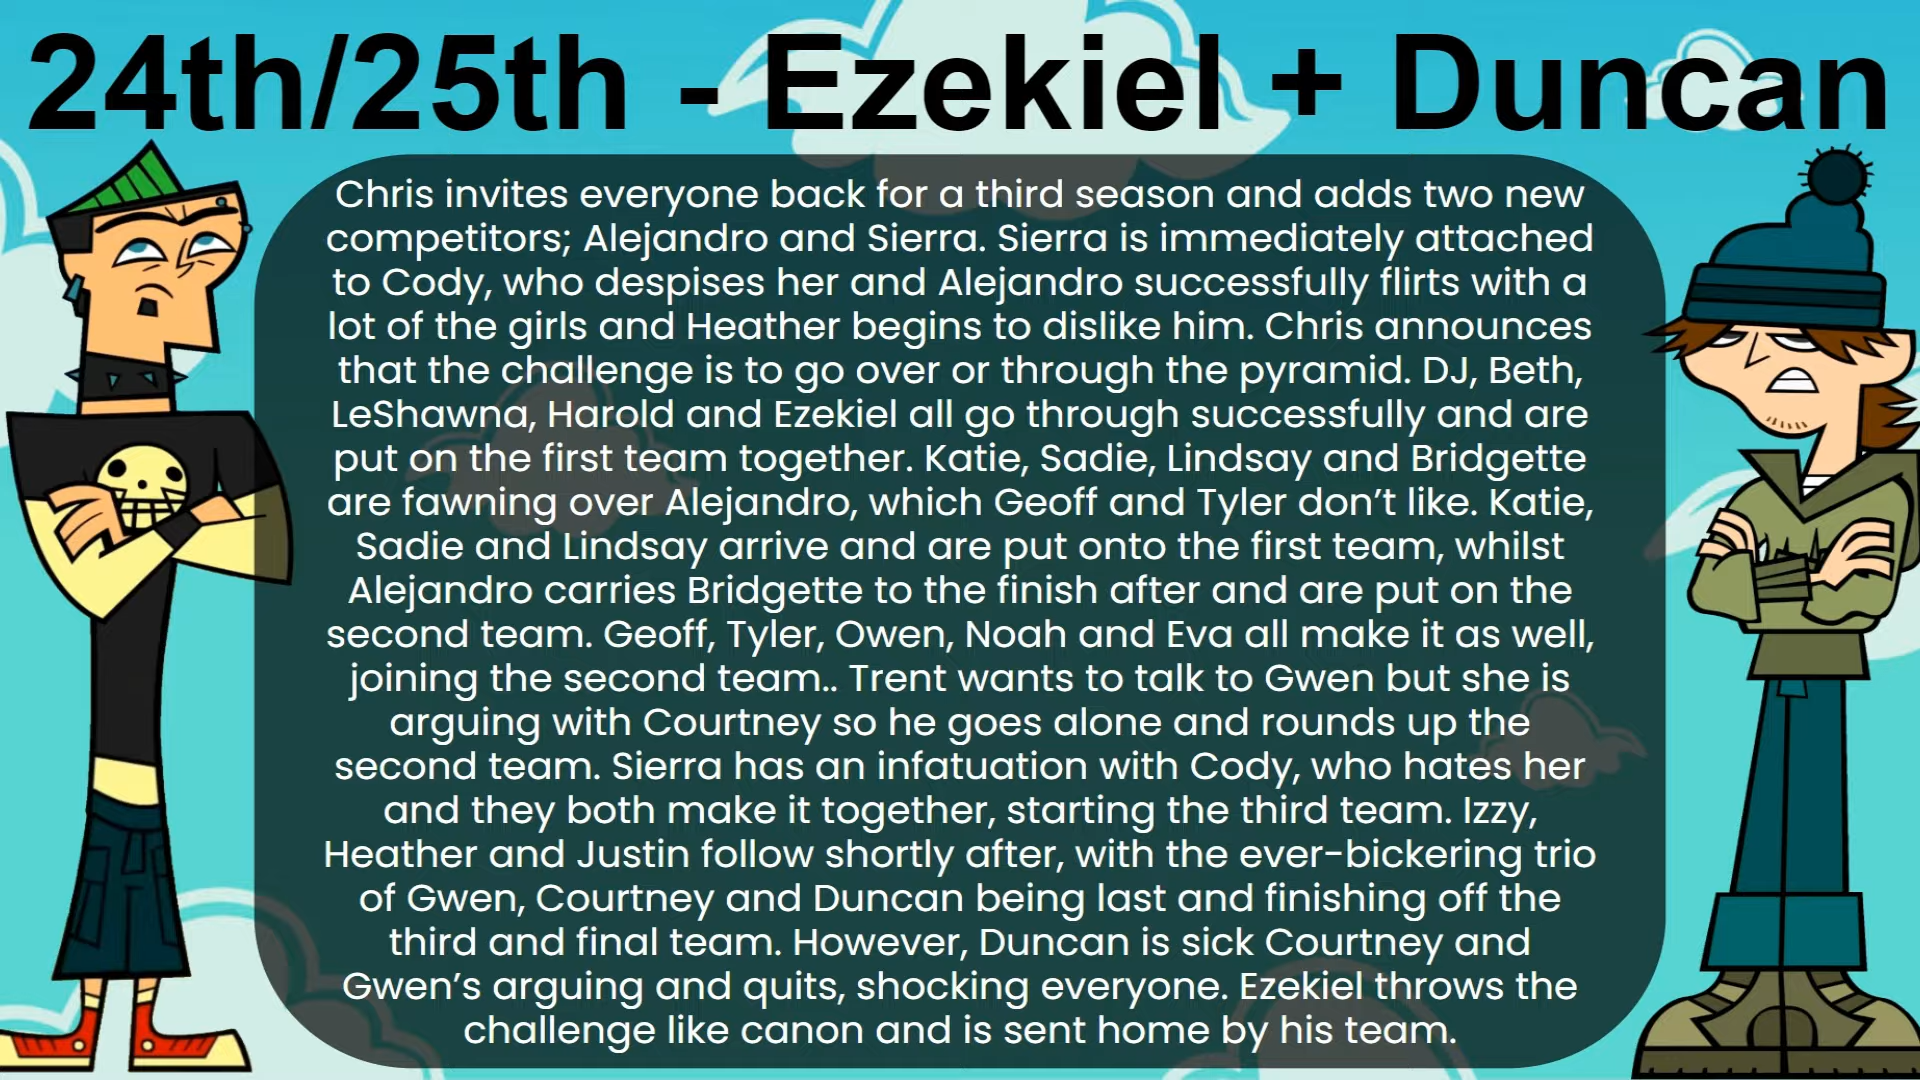 24th/25th - Ezekiel + Duncan
Chris invites everyone back for a third season and adds two new
competitors; Alejandro and Sierra. Sierra is immediately attached
to Cody, who despises her and Alejandro successfully flirts with a
lot of the girls and Heather begins to dislike him. Chris announces
that the challenge is to go over or through the pyramid. DJ, Beth,
LeShawna, Harold and Ezekiel all go through successfully and are
put on the first team together. Katie, Sadie, Lindsay and Bridgette
are fawning over Alejandro, which Geoff and Tyler don’t like. Katie,
Sadie and Lindsay arrive and are put onto the first team, whilst
Alejandro carries Bridgette to the finish after and are put on the
second team. Geoff, Tyler, Owen, Noah and Eva all make it as well,
joining the second team.. Trent wants to talk to Gwen but she is
arguing with Courtney so he goes alone and rounds up the
second team. Sierra has an infatuation with Cody, who hates her
and they both make it together, starting the third team. Izzy,
Heather and Justin follow shortly after, with the ever-bickering trio
of Gwen, Courtney and Duncan being last and finishing off the
third and final team. However, Duncan is sick Courtney and
Gwen’s arguing and quits, shocking everyone. Ezekiel throws the
challenge like canon and is sent home by his team.